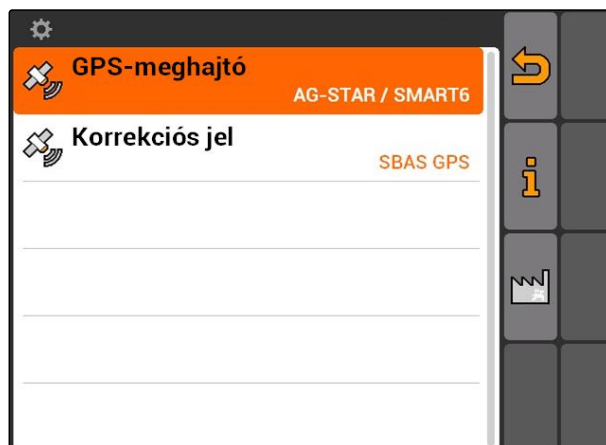 GPS-meghajtó
AG-STAR / SMART6
Korrekciós jel
SBAS GPS